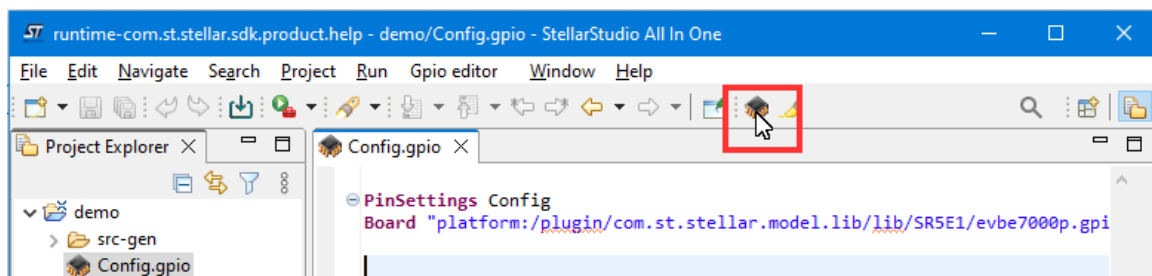 ST runtime-com.st.stellar.sdk.product.help - demo/Config.gpio - StellarStudio All In One
File Edit Navigate Search Project Run Gpio editor Window Help
Project Explorer
Config.gpio
PinSettings Config
Board "platform:/plugin/com.st.stellar.model.lib/lib/SR5E1/evbe7000p.gpi
demo
src-gen
Config.gpio